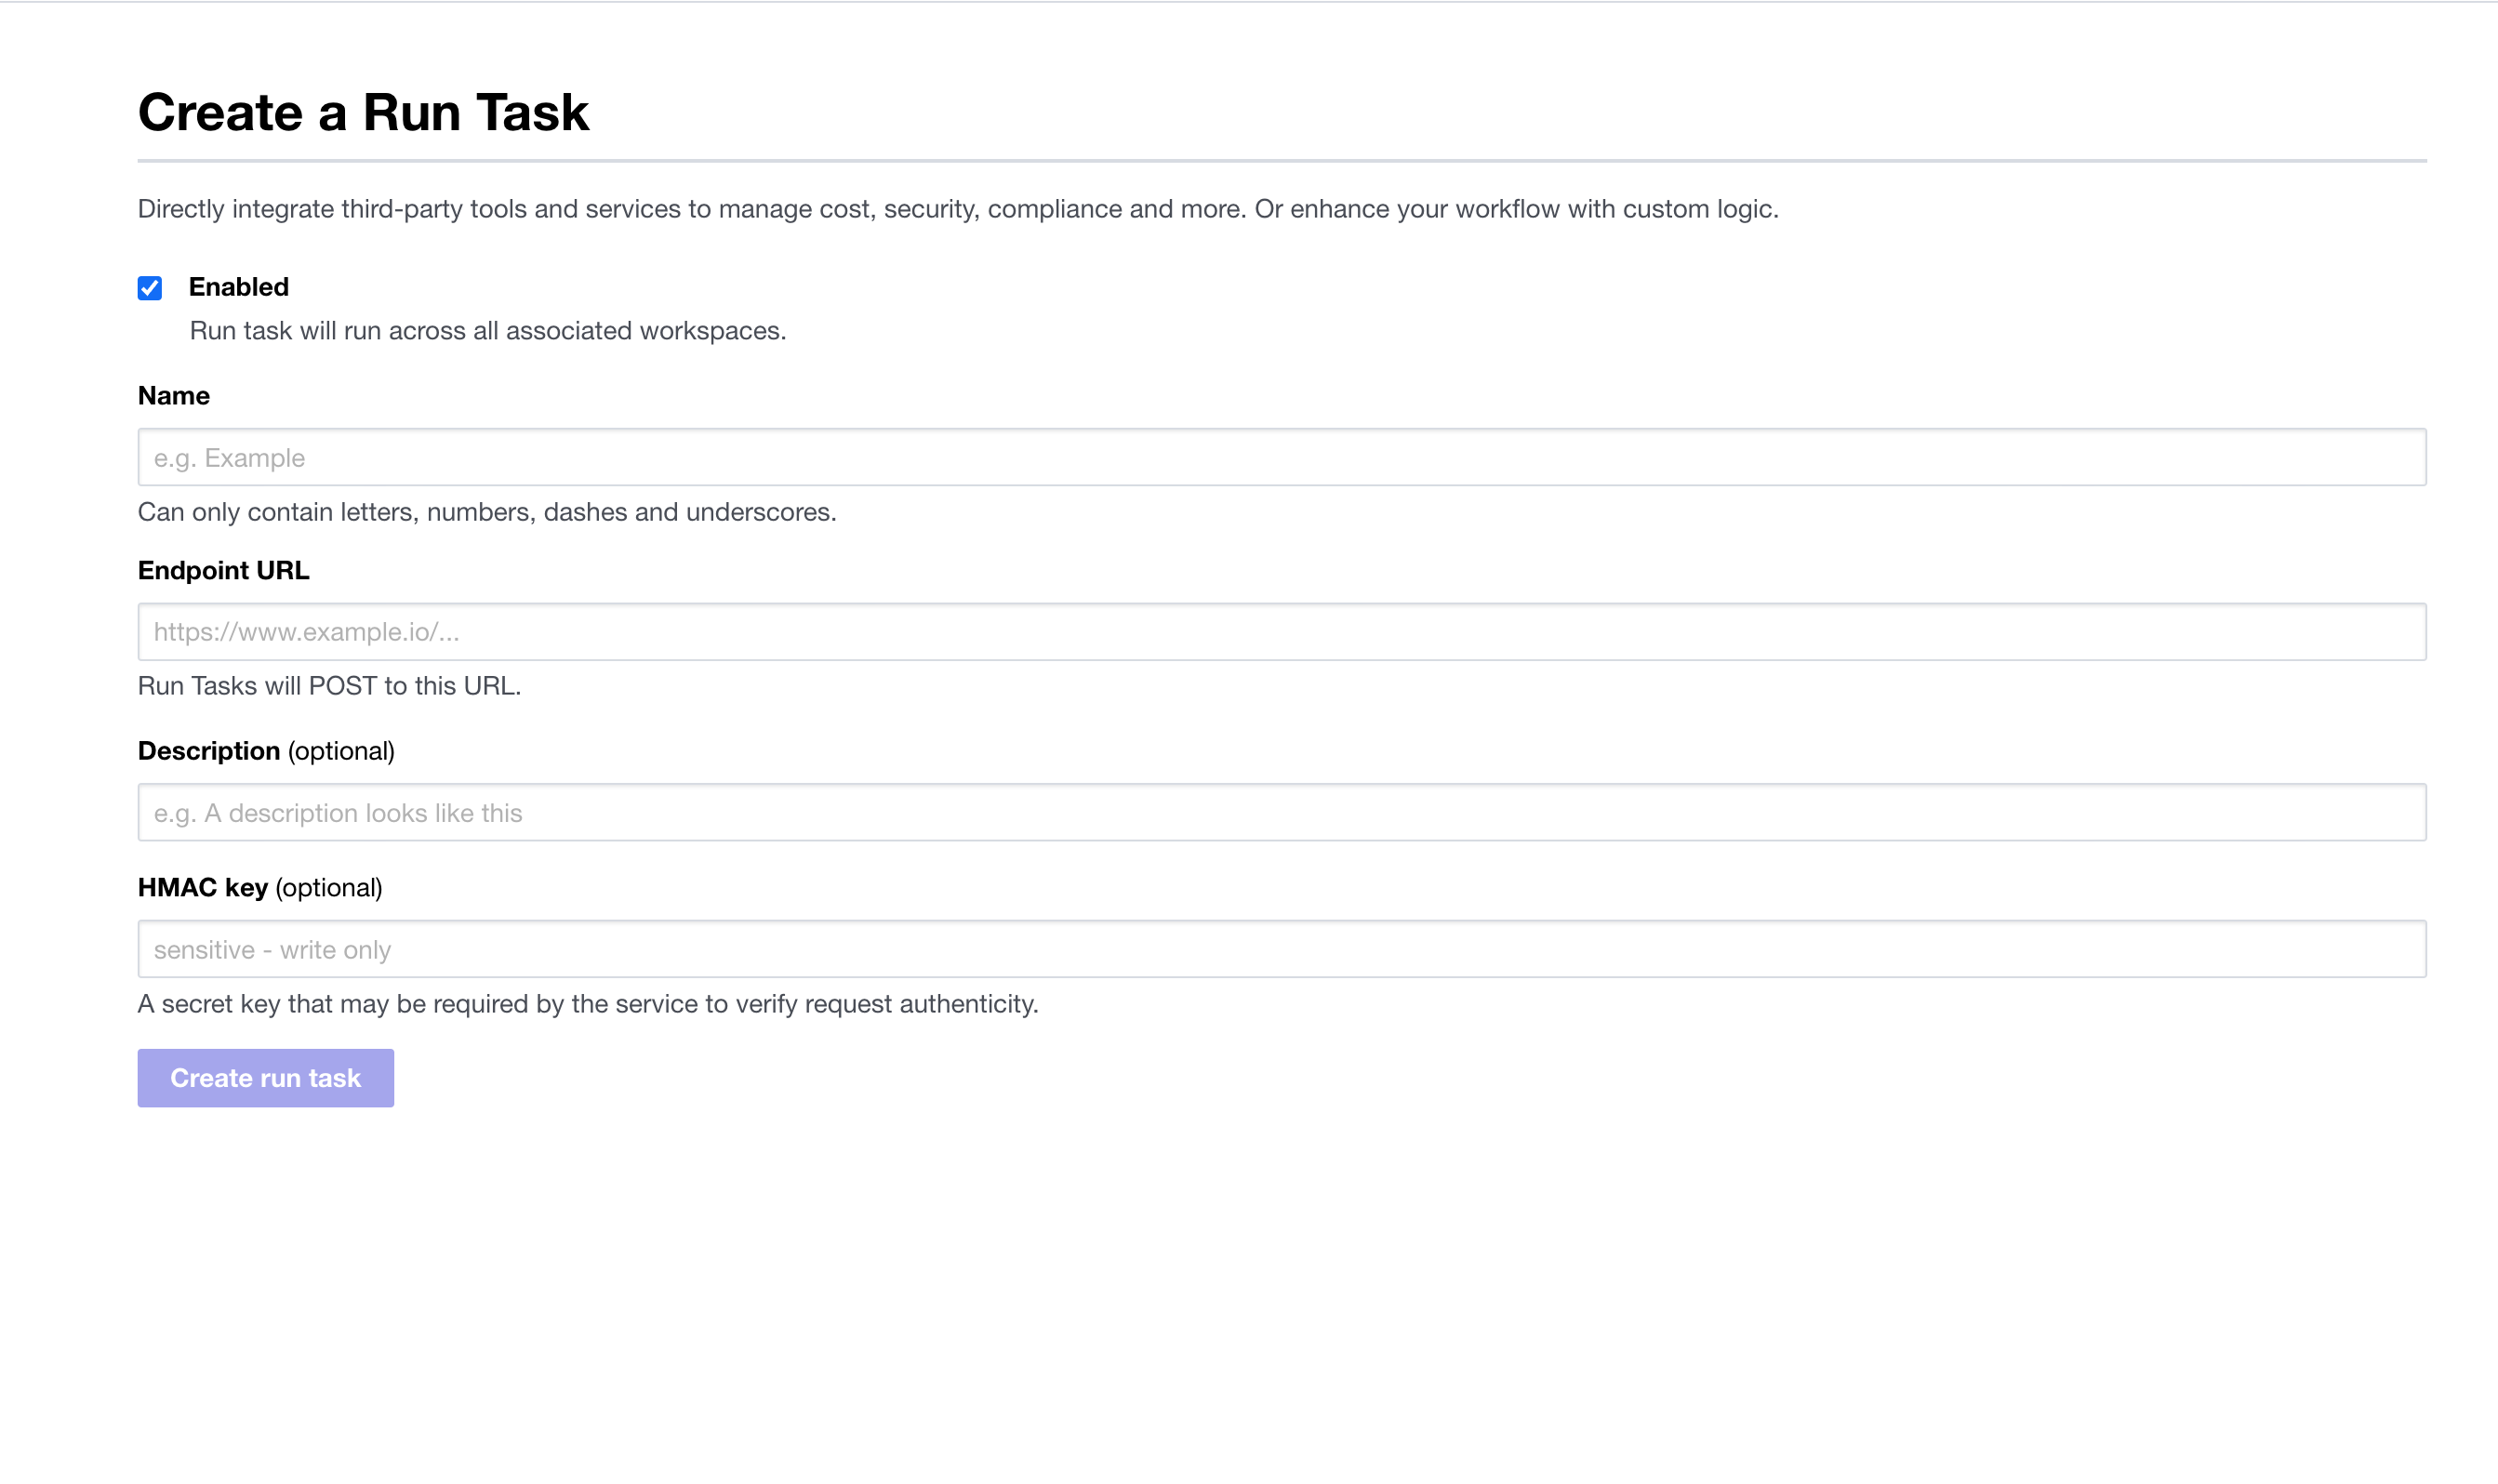 Create a Run Task
Directly integrate third-party tools and services to manage cost, security, compliance and more. Or enhance your workflow with custom logic.
Enabled
Run task will run across all associated workspaces.
Name
e.g. Example
Can only contain letters, numbers, dashes and underscores.
Endpoint URL
https://www.example.io/...
Run Tasks will POST to this URL.
Description (optional)
e.g. A description looks like this
HMAC key (optional)
sensitive - write only
A secret key that may be required by the service to verify request authenticity.
Create run task